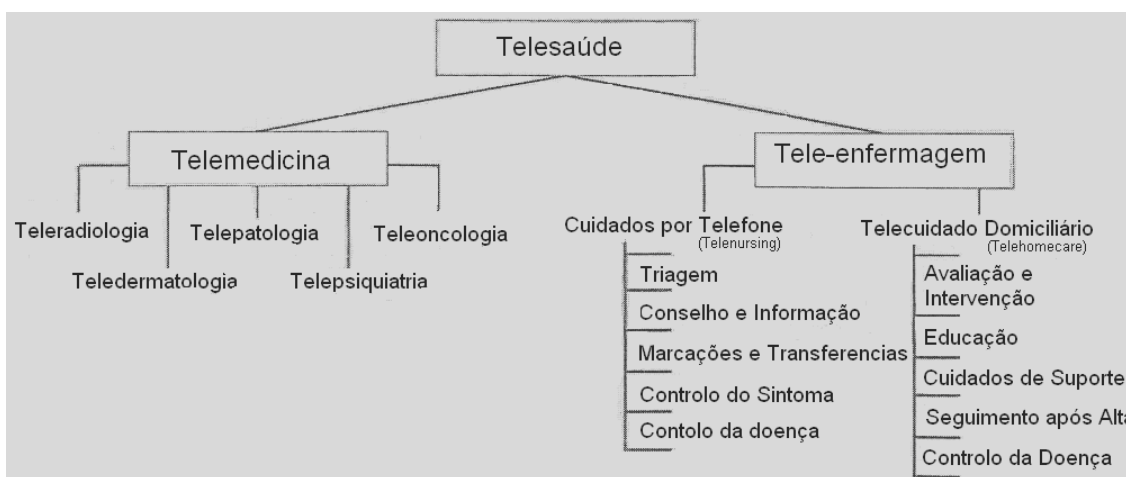 Telesaúde
Telemedicina
Tele-enfermagem
Teleradiologia
Telepatologia
Teleoncologia
Teledermatologia
Telepsiquiatria
Cuidados por Telefone
(Telenursing)
Triagem
Conselho e Informação
Marcações e Transferencias
Controlo do Sintoma
Contolo da doença
Telecuidado Domiciliário
(Telehomecare)
Avaliação e
Intervenção
Educação
Cuidados de Suporte
Seguimento após Alta
Controlo da Doença